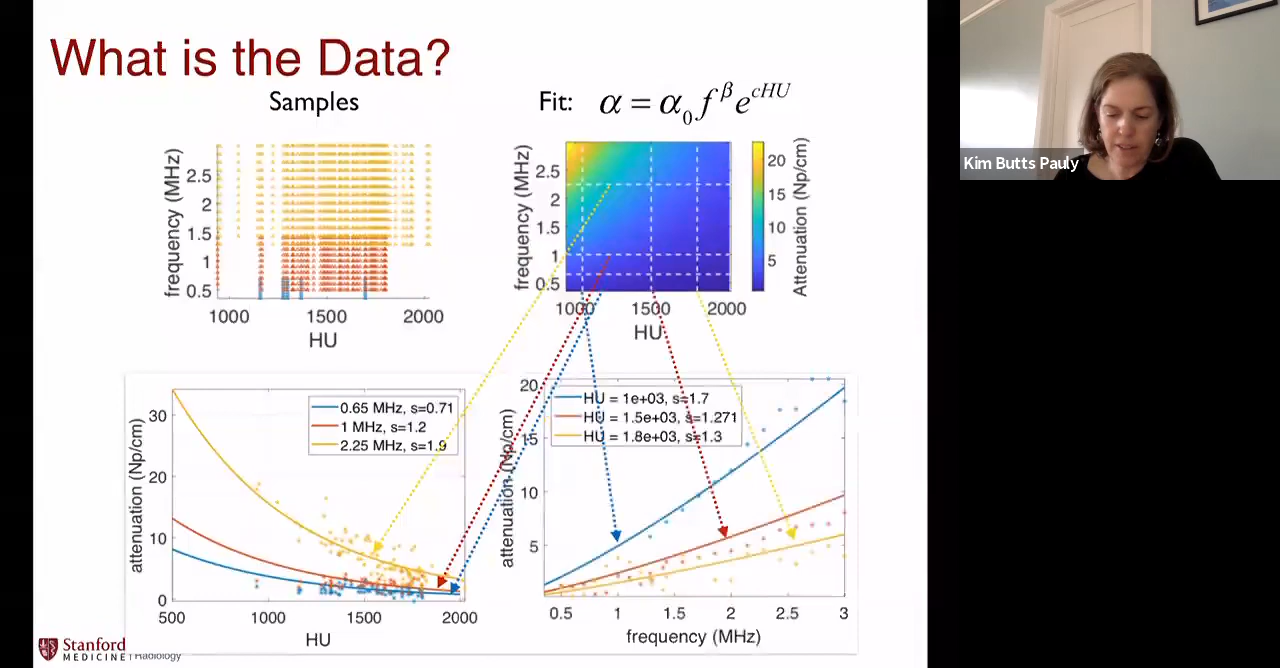 What is the Data?
Samples
Fit: α = α₀ f^β e^cHU
frequency (MHz)
2.5
2
1.5
1
0.5
1000 1500 2000
HU
frequency (MHz)
2.5
2
1.5
1
0.5
1000 1500 2000
HU
20
15
10
5
Attenuation (Np/cm)
attenuation (Np/cm)
30
20
10
0
0.65 MHz, s=0.71
1 MHz, s=1.2
2.25 MHz, s=1.9
500 1000 1500 2000
HU
attenuation (Np/cm)
20
15
10
5
HU = 1e+03, s=1.7
HU = 1.5e+03, s=1.271
HU = 1.8e+03, s=1.3
0.5 1 1.5 2 2.5 3
frequency (MHz)
Stanford
MEDICINE | Radiology
Kim Butts Pauly